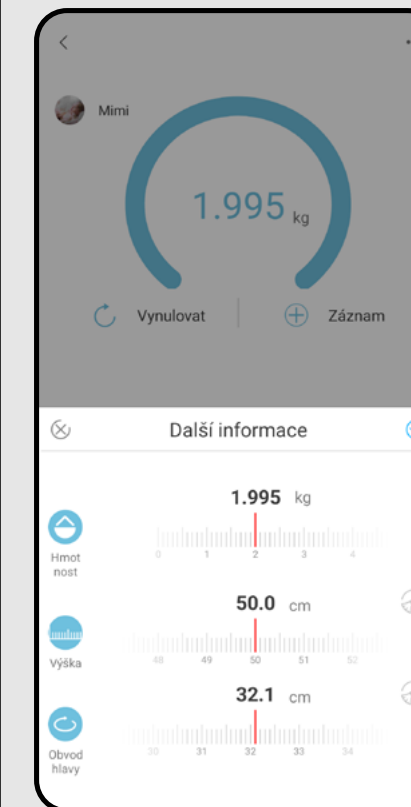 Mimi
1.995 kg
Vynulovat
Záznam
Další informace
1.995 kg
0 1 2 3 4
Hmot
nost
50.0 cm
48 49 50 51 52
Výška
32.1 cm
30 31 32 33 34
Obvod
hlavy